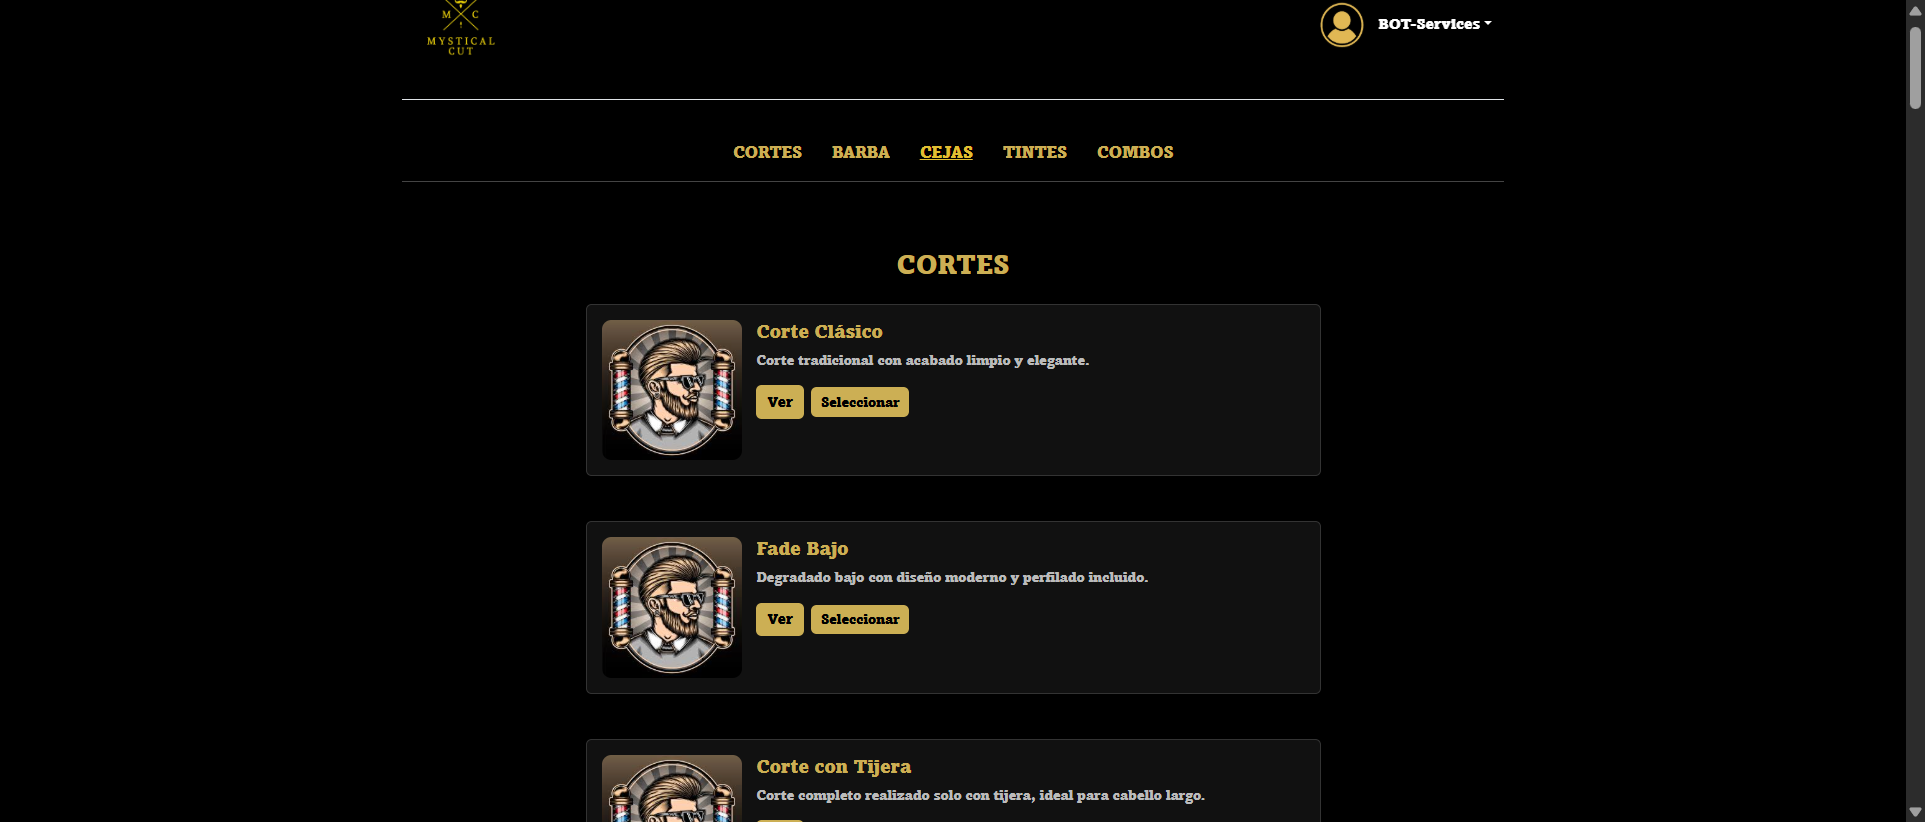 M C
MYSTICAL
CUT
BOT-Services
CORTES BARBA CEJAS TINTES COMBOS
CORTES
Corte Clásico
Corte tradicional con acabado limpio y elegante.
Ver Seleccionar
Fade Bajo
Degradado bajo con diseño moderno y perfilado incluido.
Ver Seleccionar
Corte con Tijera
Corte completo realizado solo con tijera, ideal para cabello largo.